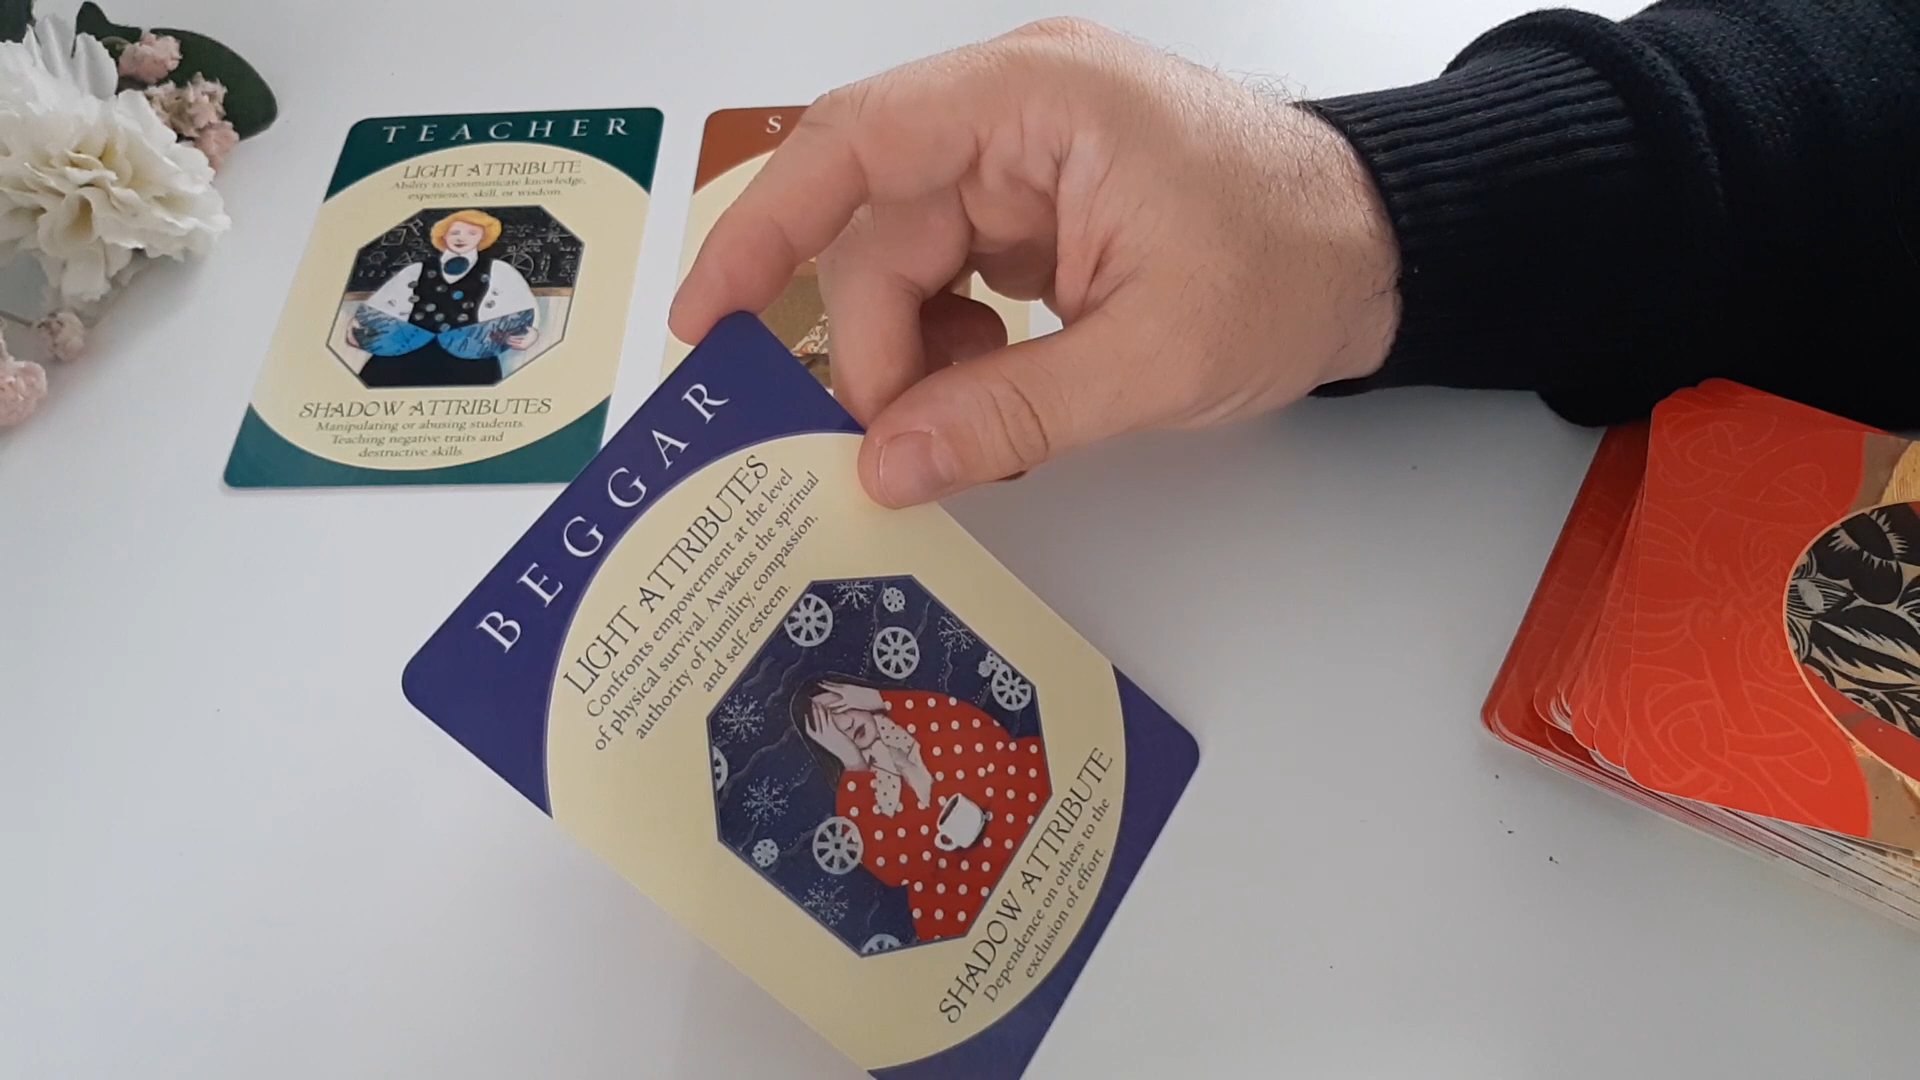 TEACHER
LIGHT ATTRIBUTE
Ability to communicate knowledge,
experience, skill, or wisdom.
SHADOW ATTRIBUTES
Manipulating or abusing students.
Teaching negative traits and
destructive skills.
S
BEGGAR
LIGHT ATTRIBUTES
Confronts empowerment at the level
of physical survival. Awakens the spiritual
authority of humility, compassion,
and self-esteem.
SHADOW ATTRIBUTE
Dependence on others to the
exclusion of effort.